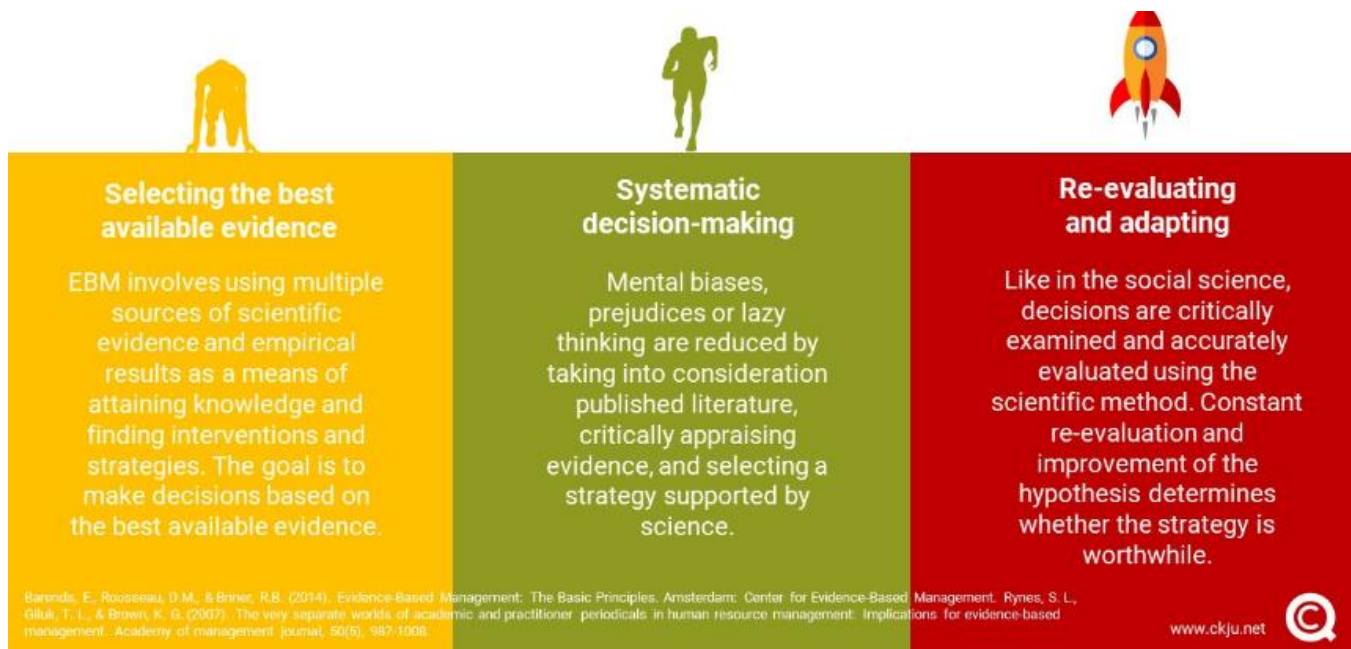 Selecting the best
available evidence
EBM involves using multiple
sources of scientific
evidence and empirical
results as a means of
attaining knowledge and
finding interventions and
strategies. The goal is to
make decisions based on
the best available evidence.
Systematic
decision-making
Mental biases,
prejudices or lazy
thinking are reduced by
taking into consideration
published literature,
critically appraising
evidence, and selecting a
strategy supported by
science.
Re-evaluating
and adapting
Like in the social science,
decisions are critically
examined and accurately
evaluated using the
scientific method. Constant
re-evaluation and
improvement of the
hypothesis determines
whether the strategy is
worthwhile.
Barends, E., Rousseau, D.M., & Briner, R.B. (2014). Evidence-Based Management: The Basic Principles. Amsterdam: Center for Evidence-Based Management. Rynes, S. L.,
Giluk, T. L., & Brown, K. G. (2007). The very separate worlds of academic and practitioner periodicals in human resource management: Implications for evidence-based
management. Academy of management journal, 50(5), 987-1008.
www.ckju.net